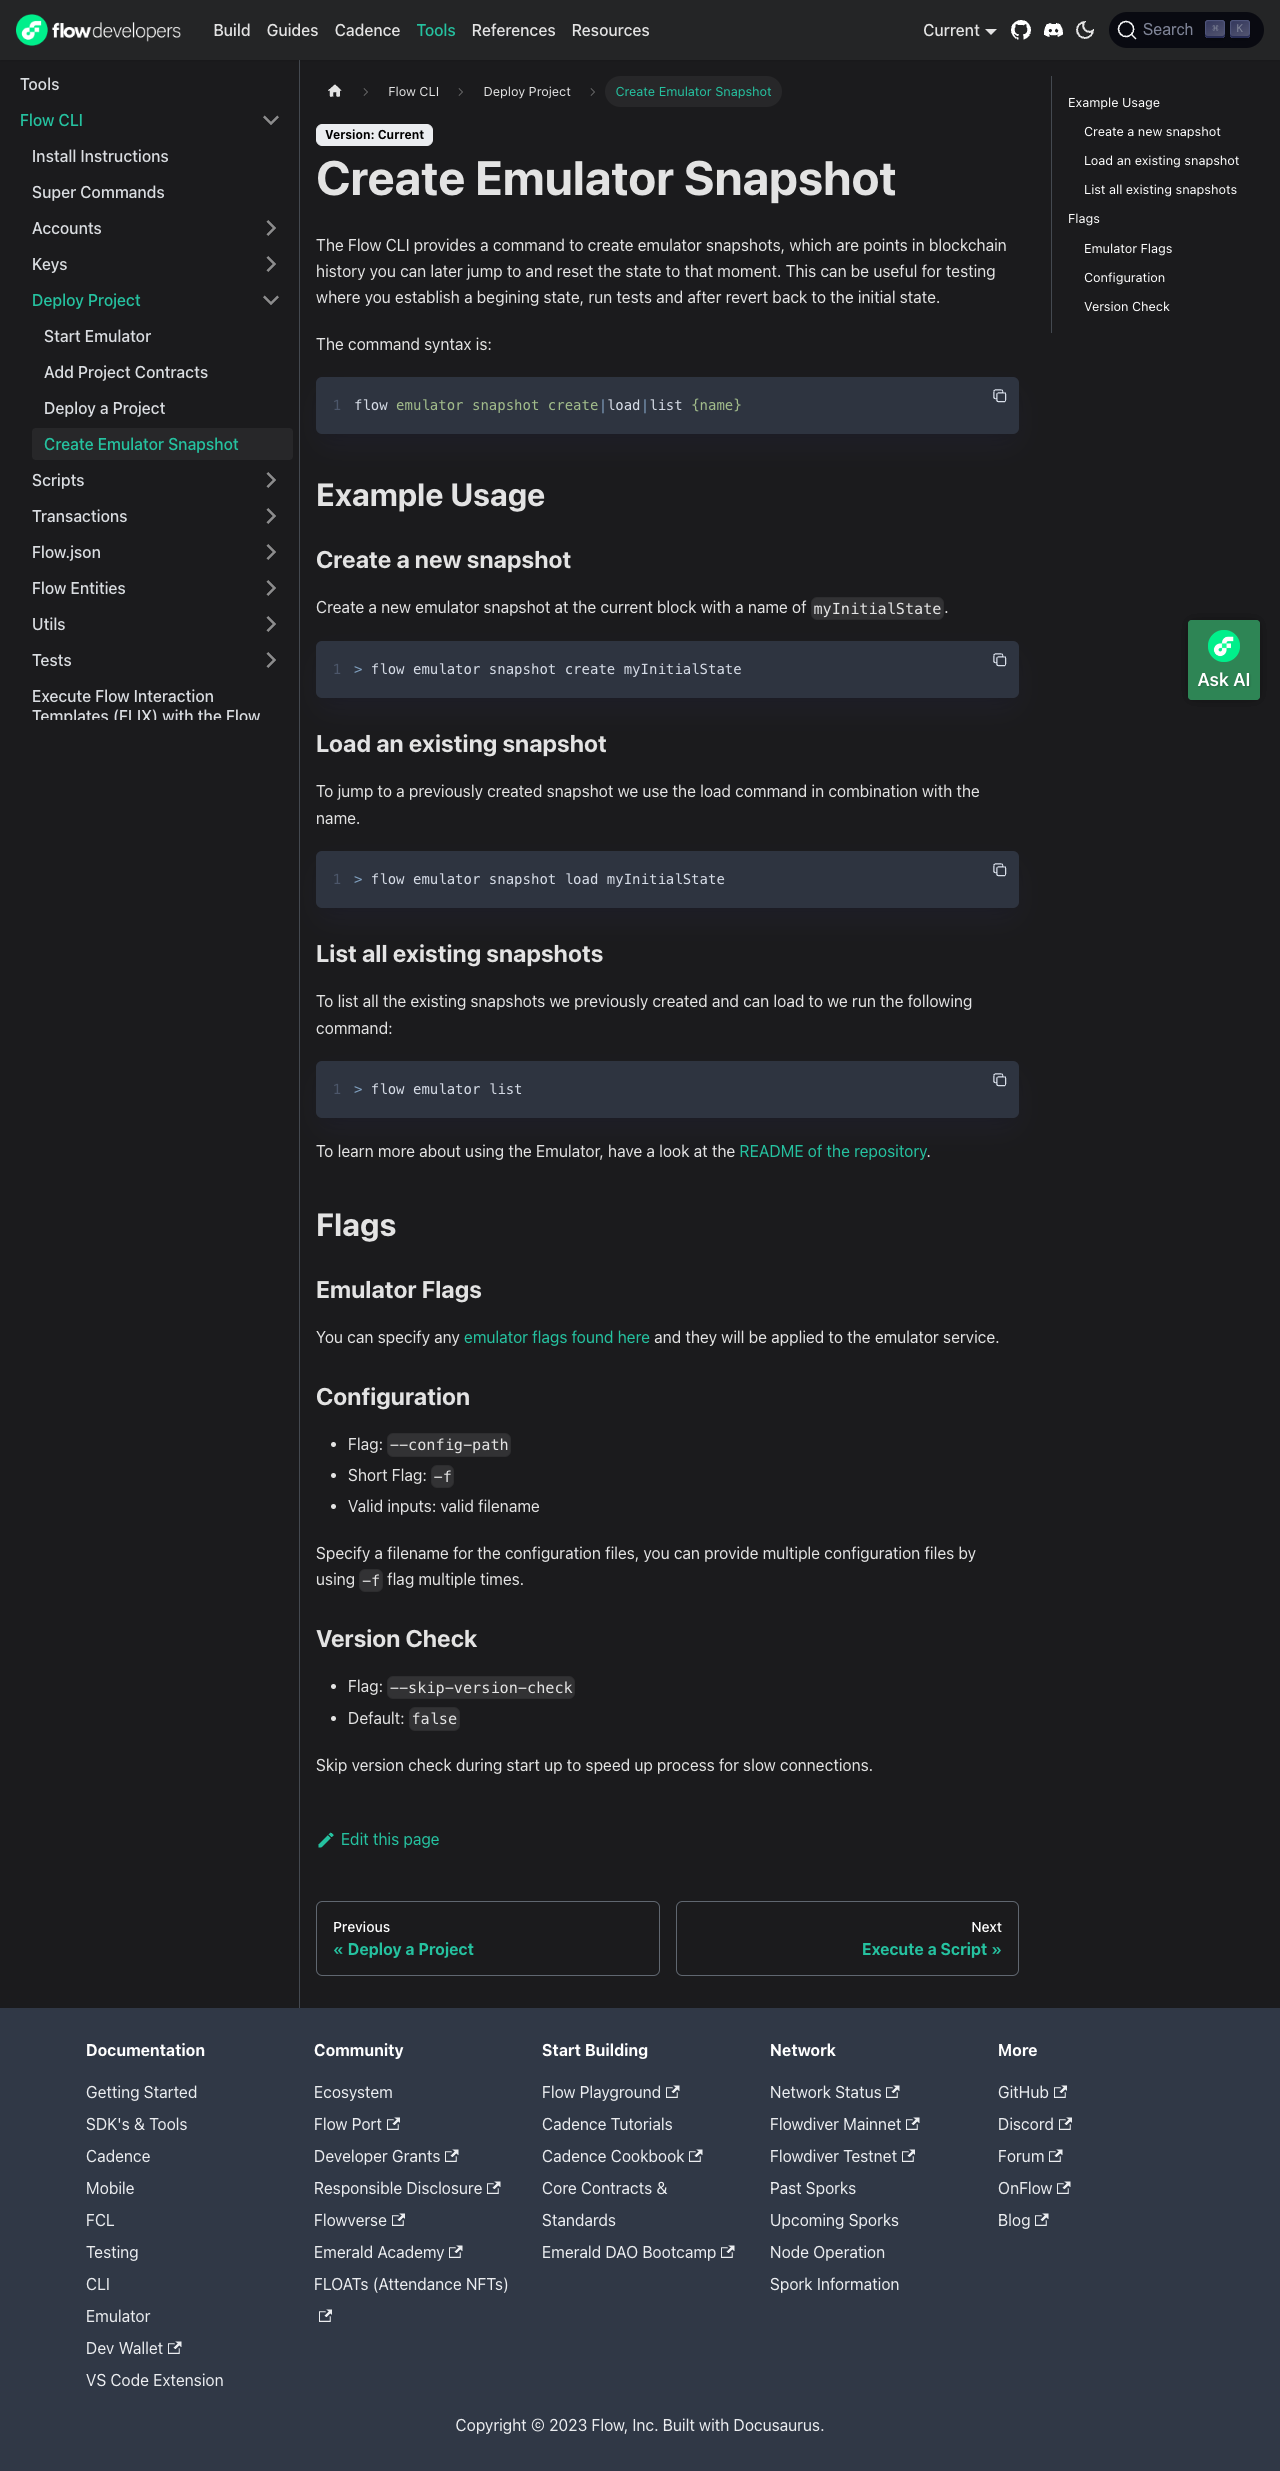 flowdevelopers
Build
Guides
Cadence
Tools
References
Resources
Current
Search
⌘ K
Tools
Flow CLI
Install Instructions
Super Commands
Accounts
Keys
Deploy Project
Start Emulator
Add Project Contracts
Deploy a Project
Create Emulator Snapshot
Scripts
Transactions
Flow.json
Flow Entities
Utils
Tests
Execute Flow Interaction
Templates (FLIX) with the Flow
Flow CLI
Deploy Project
Create Emulator Snapshot
Version: Current
Create Emulator Snapshot
The Flow CLI provides a command to create emulator snapshots, which are points in blockchain
history you can later jump to and reset the state to that moment. This can be useful for testing
where you establish a begining state, run tests and after revert back to the initial state.
The command syntax is:
1 flow emulator snapshot create|load|list {name}
Example Usage
Create a new snapshot
Create a new emulator snapshot at the current block with a name of myInitialState.
1 > flow emulator snapshot create myInitialState
Load an existing snapshot
To jump to a previously created snapshot we use the load command in combination with the
name.
1 > flow emulator snapshot load myInitialState
List all existing snapshots
To list all the existing snapshots we previously created and can load to we run the following
command:
1 > flow emulator list
To learn more about using the Emulator, have a look at the README of the repository.
Flags
Emulator Flags
You can specify any emulator flags found here and they will be applied to the emulator service.
Configuration
• Flag: --config-path
• Short Flag: -f
• Valid inputs: valid filename
Specify a filename for the configuration files, you can provide multiple configuration files by
using -f flag multiple times.
Version Check
• Flag: --skip-version-check
• Default: false
Skip version check during start up to speed up process for slow connections.
Edit this page
Previous
« Deploy a Project
Next
Execute a Script »
Example Usage
Create a new snapshot
Load an existing snapshot
List all existing snapshots
Flags
Emulator Flags
Configuration
Version Check
Ask AI
Documentation
Getting Started
SDK's & Tools
Cadence
Mobile
FCL
Testing
CLI
Emulator
Dev Wallet
VS Code Extension
Community
Ecosystem
Flow Port
Developer Grants
Responsible Disclosure
Flowverse
Emerald Academy
FLOATs (Attendance NFTs)
Start Building
Flow Playground
Cadence Tutorials
Cadence Cookbook
Core Contracts &
Standards
Emerald DAO Bootcamp
Network
Network Status
Flowdiver Mainnet
Flowdiver Testnet
Past Sporks
Upcoming Sporks
Node Operation
Spork Information
More
GitHub
Discord
Forum
OnFlow
Blog
Copyright © 2023 Flow, Inc. Built with Docusaurus.